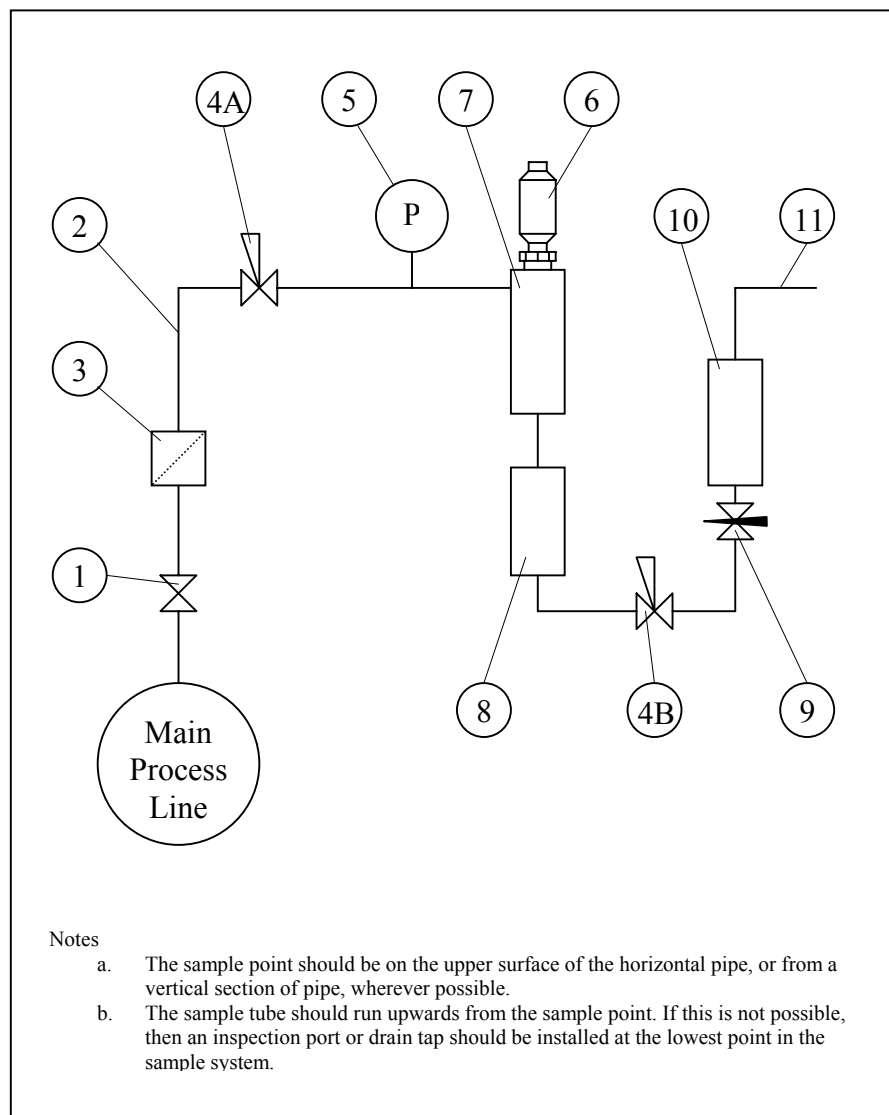 4A
5
7
6
2
10
11
P
3
1
8
4B
9
Main
Process
Line
Notes
a. The sample point should be on the upper surface of the horizontal pipe, or from a
vertical section of pipe, wherever possible.
b. The sample tube should run upwards from the sample point. If this is not possible,
then an inspection port or drain tap should be installed at the lowest point in the
sample system.